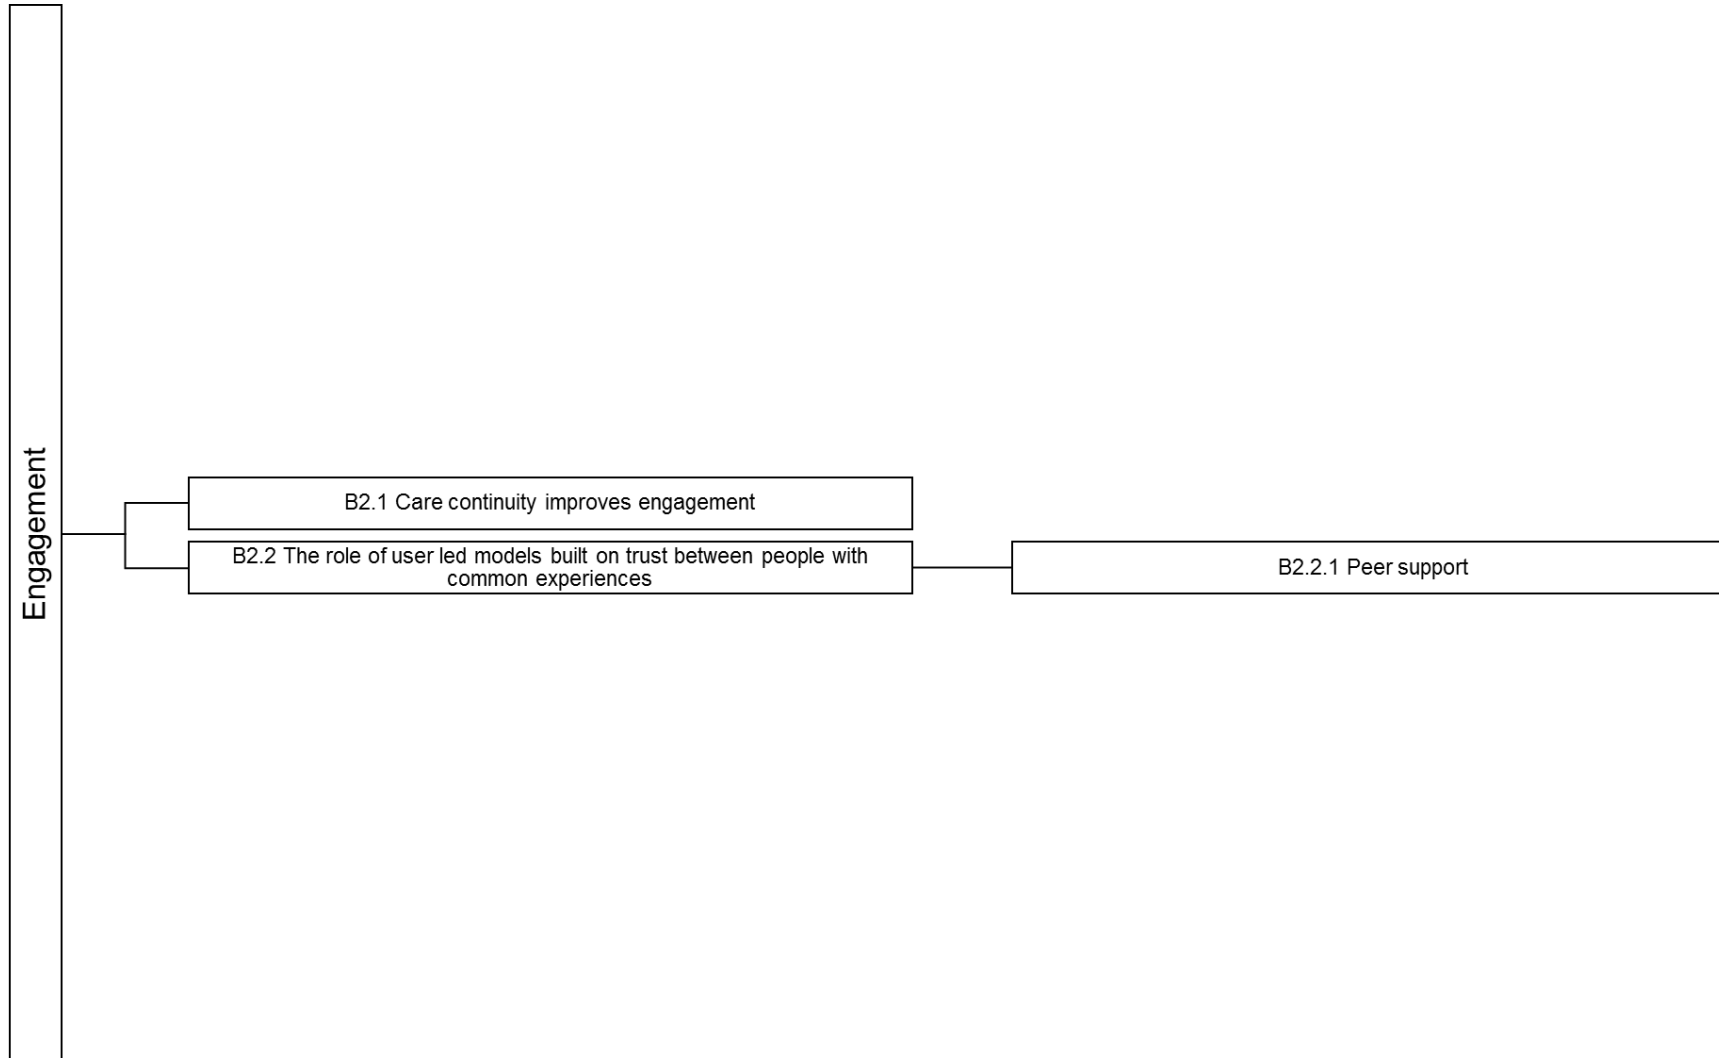 Engagement
B2.1 Care continuity improves engagement
B2.2 The role of user led models built on trust between people with
common experiences
B2.2.1 Peer support